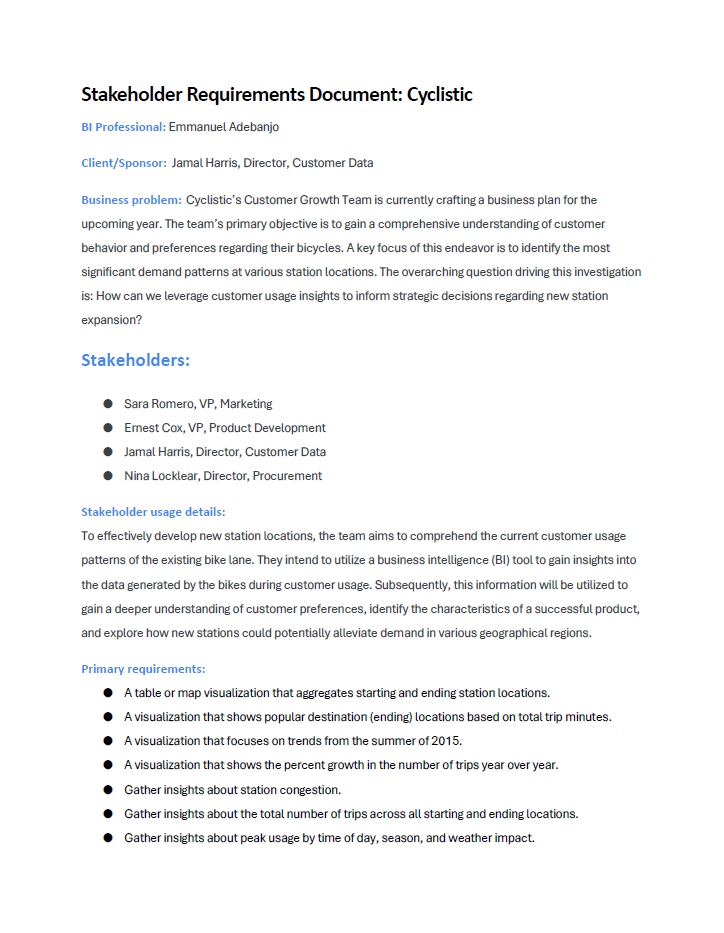 Stakeholder Requirements Document: Cyclistic
BI Professional: Emmanuel Adebanjo
Client/Sponsor: Jamal Harris, Director, Customer Data
Business problem: Cyclistic's Customer Growth Team is currently crafting a business plan for the
upcoming year. The team's primary objective is to gain a comprehensive understanding of customer
behavior and preferences regarding their bicycles. A key focus of this endeavor is to identify the most
significant demand patterns at various station locations. The overarching question driving this investigation
is: How can we leverage customer usage insights to inform strategic decisions regarding new station
expansion?
Stakeholders:
● Sara Romero, VP, Marketing
● Ernest Cox, VP, Product Development
● Jamal Harris, Director, Customer Data
● Nina Locklear, Director, Procurement
Stakeholder usage details:
To effectively develop new station locations, the team aims to comprehend the current customer usage
patterns of the existing bike lane. They intend to utilize a business intelligence (BI) tool to gain insights into
the data generated by the bikes during customer usage. Subsequently, this information will be utilized to
gain a deeper understanding of customer preferences, identify the characteristics of a successful product,
and explore how new stations could potentially alleviate demand in various geographical regions.
Primary requirements:
● A table or map visualization that aggregates starting and ending station locations.
● A visualization that shows popular destination (ending) locations based on total trip minutes.
● A visualization that focuses on trends from the summer of 2015.
● A visualization that shows the percent growth in the number of trips year over year.
● Gather insights about station congestion.
● Gather insights about the total number of trips across all starting and ending locations.
● Gather insights about peak usage by time of day, season, and weather impact.